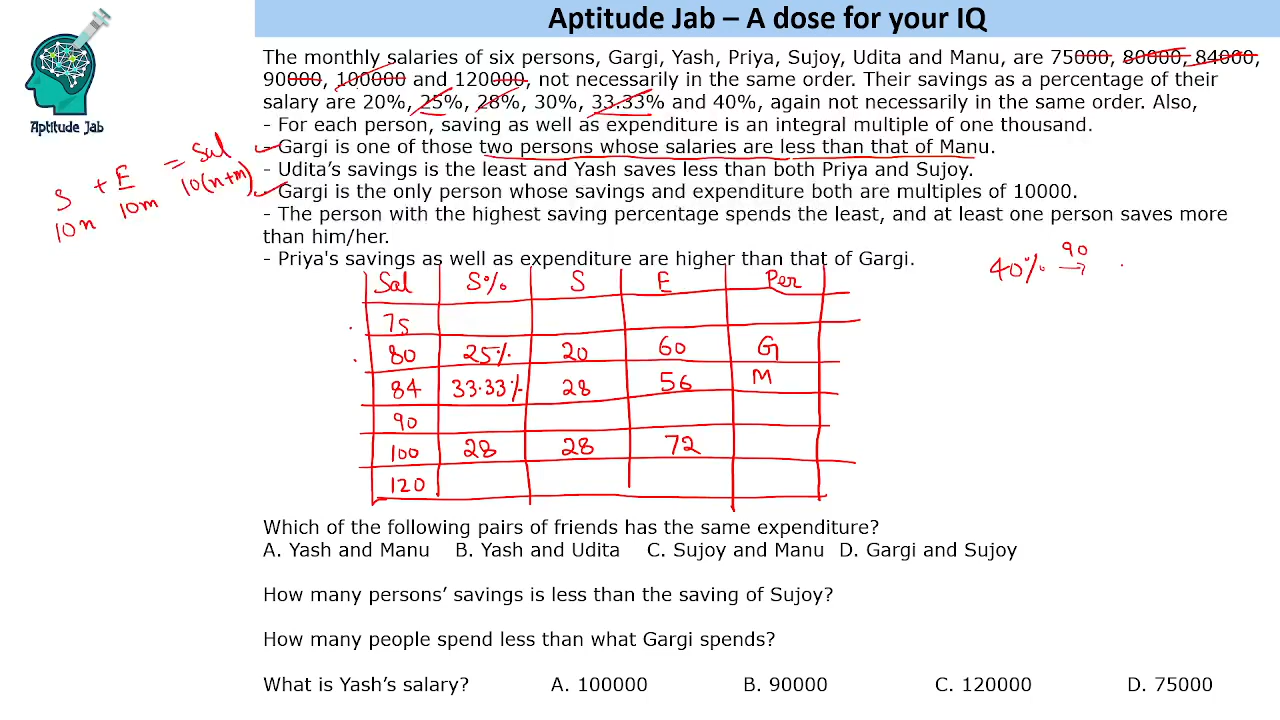 Aptitude Jab – A dose for your IQ
Aptitude Jab
The monthly salaries of six persons, Gargi, Yash, Priya, Sujoy, Udita and Manu, are 75000, 80000, 84000,
90000, 100000 and 120000, not necessarily in the same order. Their savings as a percentage of their
salary are 20%, 25%, 28%, 30%, 33.33% and 40%, again not necessarily in the same order. Also,
- For each person, saving as well as expenditure is an integral multiple of one thousand.
- Gargi is one of those two persons whose salaries are less than that of Manu.
- Udita's savings is the least and Yash saves less than both Priya and Sujoy.
- Gargi is the only person whose savings and expenditure both are multiples of 10000.
- The person with the highest saving percentage spends the least, and at least one person saves more
than him/her.
- Priya's savings as well as expenditure are higher than that of Gargi.
S + E = Sal
10n 10m 10(n+m)
40% → 90
Sal S% S E Per
75
80 25% 20 60 G
84 33.33% 28 56 M
90
100 28 28 72
120
Which of the following pairs of friends has the same expenditure?
A. Yash and Manu B. Yash and Udita C. Sujoy and Manu D. Gargi and Sujoy
How many persons' savings is less than the saving of Sujoy?
How many people spend less than what Gargi spends?
What is Yash's salary? A. 100000 B. 90000 C. 120000 D. 75000